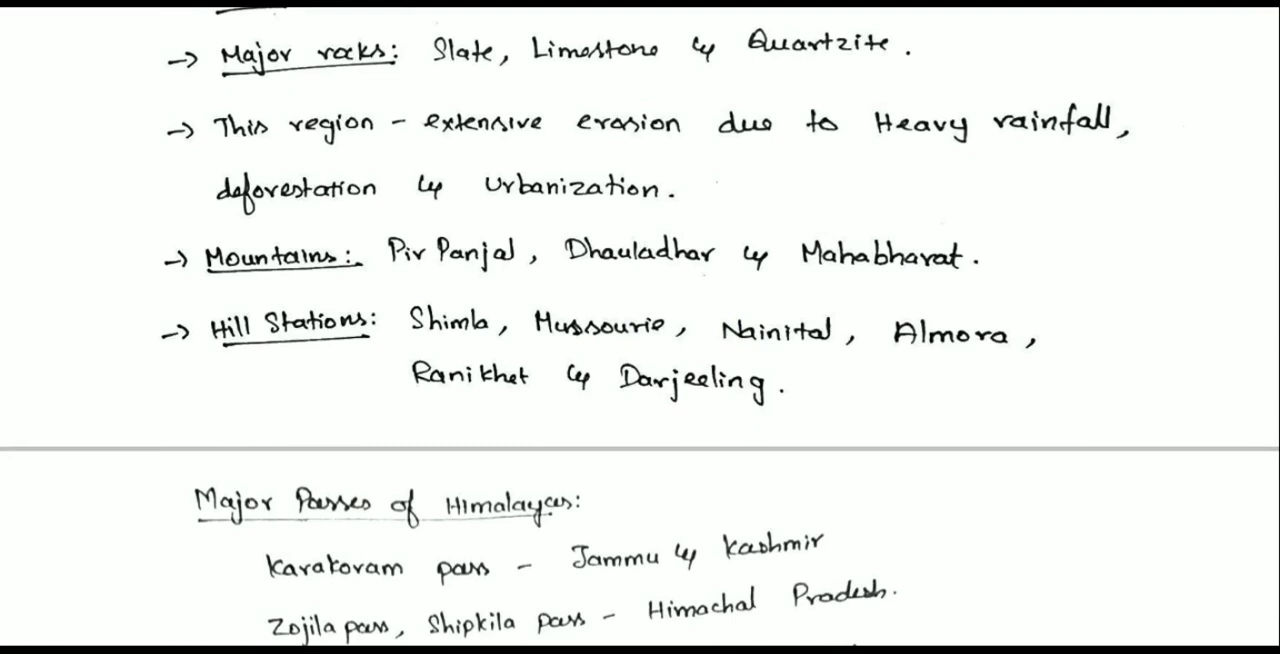 → Major rocks: Slate, Limestone & Quartzite.
→ This region - extensive erosion due to Heavy rainfall,
deforestation & Urbanization.
→ Mountains: Pir Panjal, Dhauladhar & Mahabharat.
→ Hill Stations: Shimla, Mussourie, Nainital, Almora,
Ranikhet & Darjeeling.
Major Passes of Himalayas:
Karakoram pass - Jammu & Kashmir
Zojila pass, Shipkila pass - Himachal Pradesh.